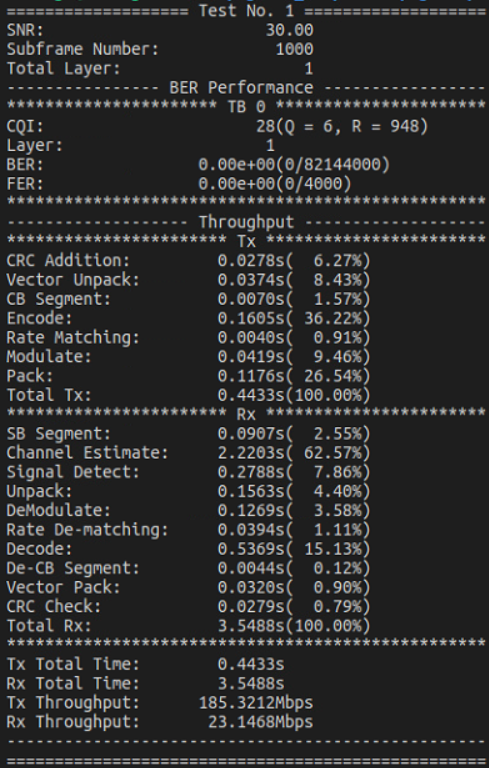 =================== Test No. 1 ===================
SNR: 30.00
Subframe Number: 1000
Total Layer: 1
---------------- BER Performance -----------------
********************** TB 0 **********************
CQI: 28(Q = 6, R = 948)
Layer: 1
BER: 0.00e+00(0/82144000)
FER: 0.00e+00(0/4000)
**************************************************
------------------- Throughput -------------------
*********************** Tx ***********************
CRC Addition: 0.0278s( 6.27%)
Vector Unpack: 0.0374s( 8.43%)
CB Segment: 0.0070s( 1.57%)
Encode: 0.1605s( 36.22%)
Rate Matching: 0.0040s( 0.91%)
Modulate: 0.0419s( 9.46%)
Pack: 0.1176s( 26.54%)
Total Tx: 0.4433s(100.00%)
*********************** Rx ***********************
SB Segment: 0.0907s( 2.55%)
Channel Estimate: 2.2203s( 62.57%)
Signal Detect: 0.2788s( 7.86%)
Unpack: 0.1563s( 4.40%)
DeModulate: 0.1269s( 3.58%)
Rate De-matching: 0.0394s( 1.11%)
Decode: 0.5369s( 15.13%)
De-CB Segment: 0.0044s( 0.12%)
Vector Pack: 0.0320s( 0.90%)
CRC Check: 0.0279s( 0.79%)
Total Rx: 3.5488s(100.00%)
**************************************************
Tx Total Time: 0.4433s
Rx Total Time: 3.5488s
Tx Throughput: 185.3212Mbps
Rx Throughput: 23.1468Mbps
--------------------------------------------------
==================================================